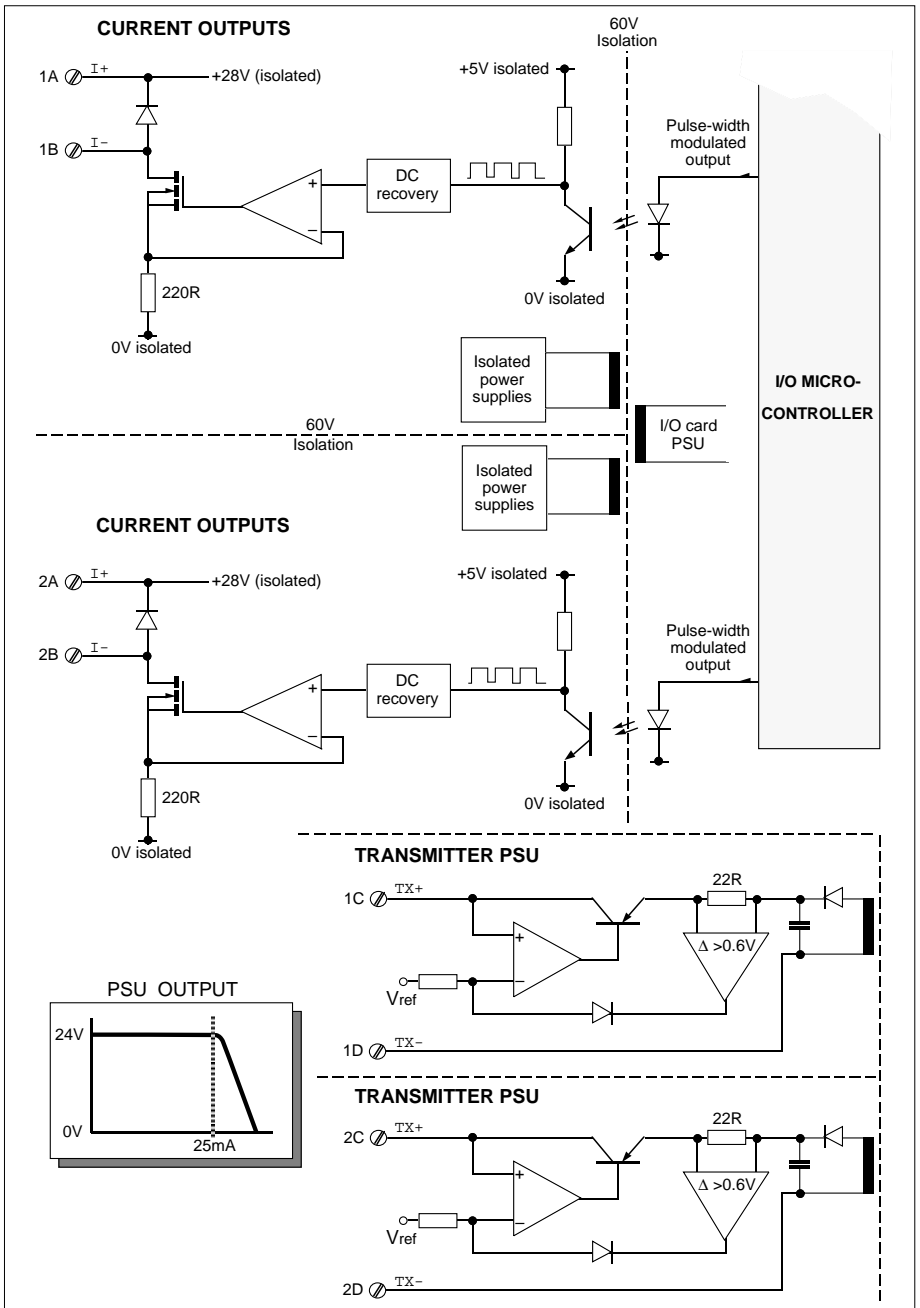 CURRENT OUTPUTS
60V
Isolation
1A I+
+28V (isolated)
+5V isolated
Pulse-width
modulated
output
1B I-
+
−
DC
recovery
220R
0V isolated
0V isolated
Isolated
power
supplies
I/O MICRO-
CONTROLLER
I/O card
PSU
60V
Isolation
Isolated
power
supplies
CURRENT OUTPUTS
2A I+
+28V (isolated)
+5V isolated
Pulse-width
modulated
output
2B I-
+
−
DC
recovery
220R
0V isolated
0V isolated
TRANSMITTER PSU
1C TX+
22R
+
−
Δ >0.6V
Vref
1D TX-
PSU OUTPUT
24V
0V
25mA
TRANSMITTER PSU
2C TX+
22R
+
−
Δ >0.6V
Vref
2D TX-